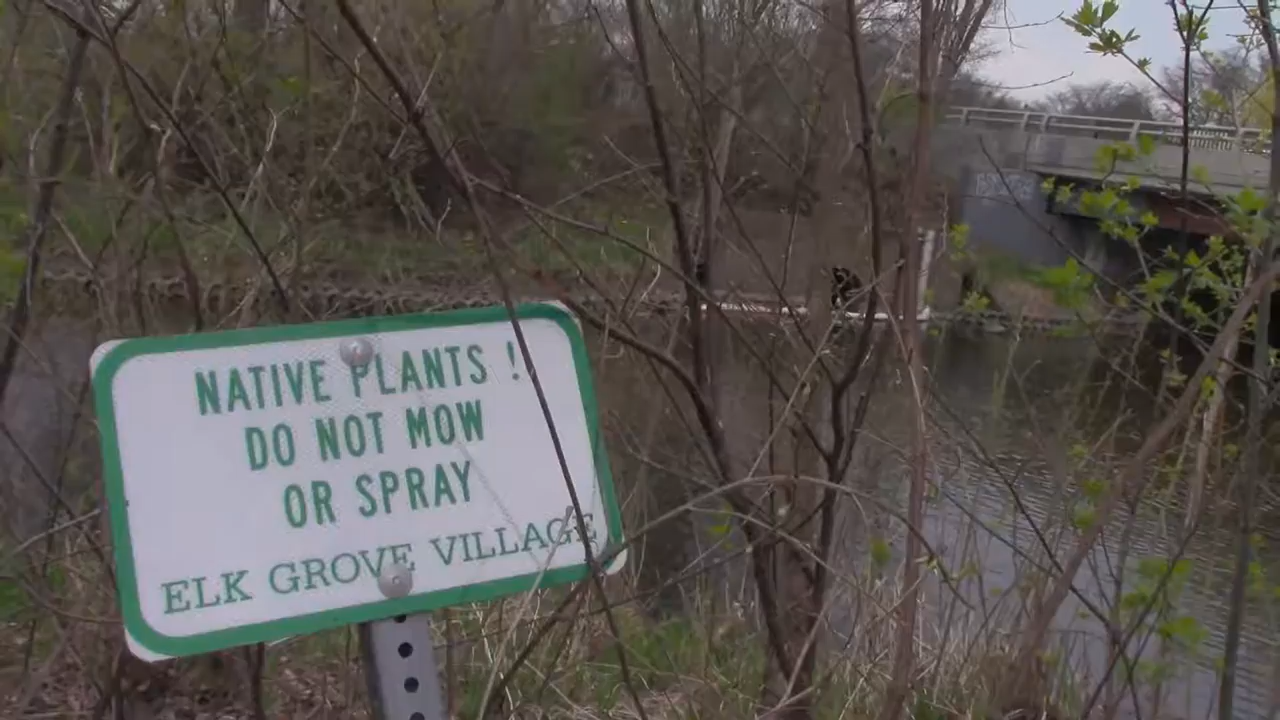 NATIVE PLANTS !
DO NOT MOW
OR SPRAY
ELK GROVE VILLAGE